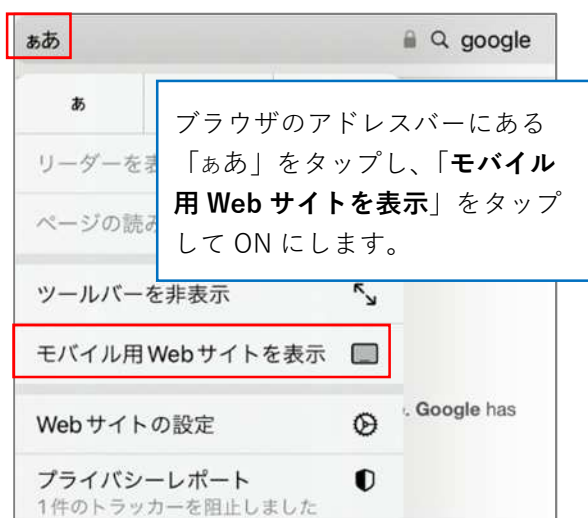 ぁあ
google
あ
ブラウザのアドレスバーにある
「ぁあ」をタップし、「モバイル
用 Web サイトを表示」をタップ
して ON にします。
リーダーを
ページの読
ツールバーを非表示
モバイル用Webサイトを表示
. Google has
Webサイトの設定
プライバシーレポート
1件のトラッカーを阻止しました